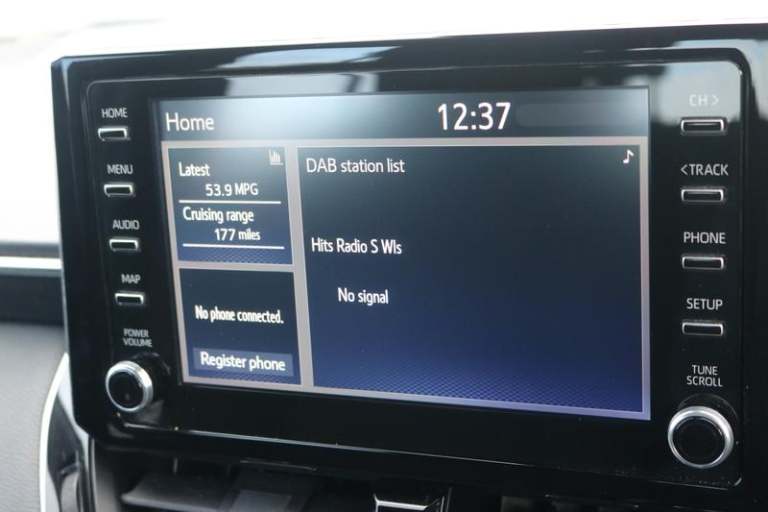 HOME
MENU
AUDIO
MAP
POWER
VOLUME
Home
12:37
Latest
53.9 MPG
Cruising range
177 miles
No phone connected.
Register phone
DAB station list
Hits Radio S Wls
No signal
CH >
< TRACK
PHONE
SETUP
TUNE
SCROLL